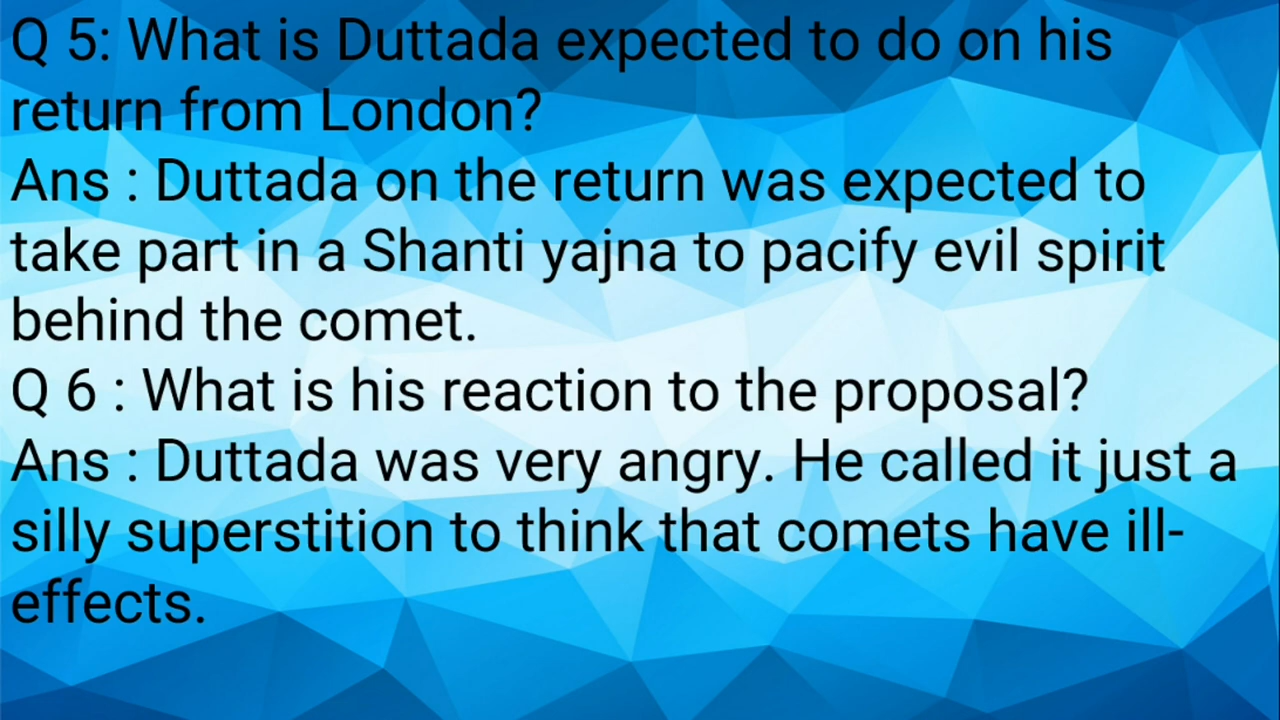 Q 5: What is Duttada expected to do on his
return from London?
Ans : Duttada on the return was expected to
take part in a Shanti yajna to pacify evil spirit
behind the comet.
Q 6 : What is his reaction to the proposal?
Ans : Duttada was very angry. He called it just a
silly superstition to think that comets have ill-
effects.